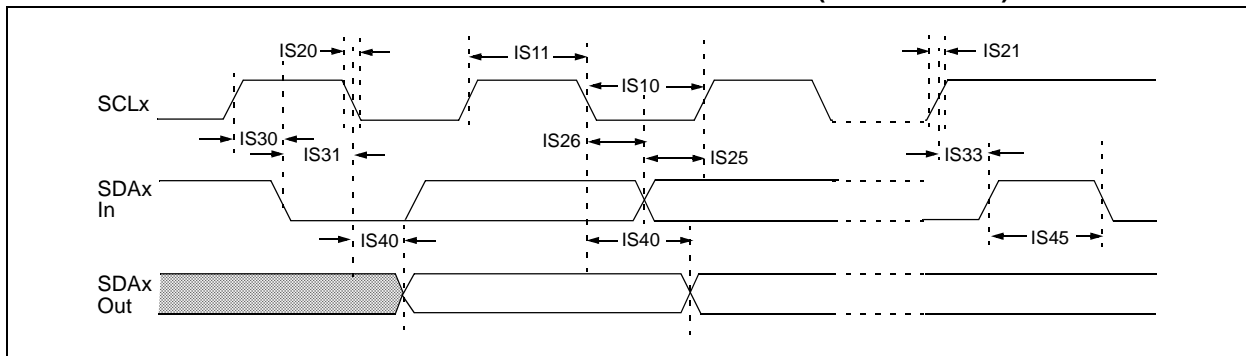 IS20
IS11
IS21
IS10
SCLx
IS30
IS31
IS26
IS25
IS33
SDAx
In
IS40
IS40
IS45
SDAx
Out